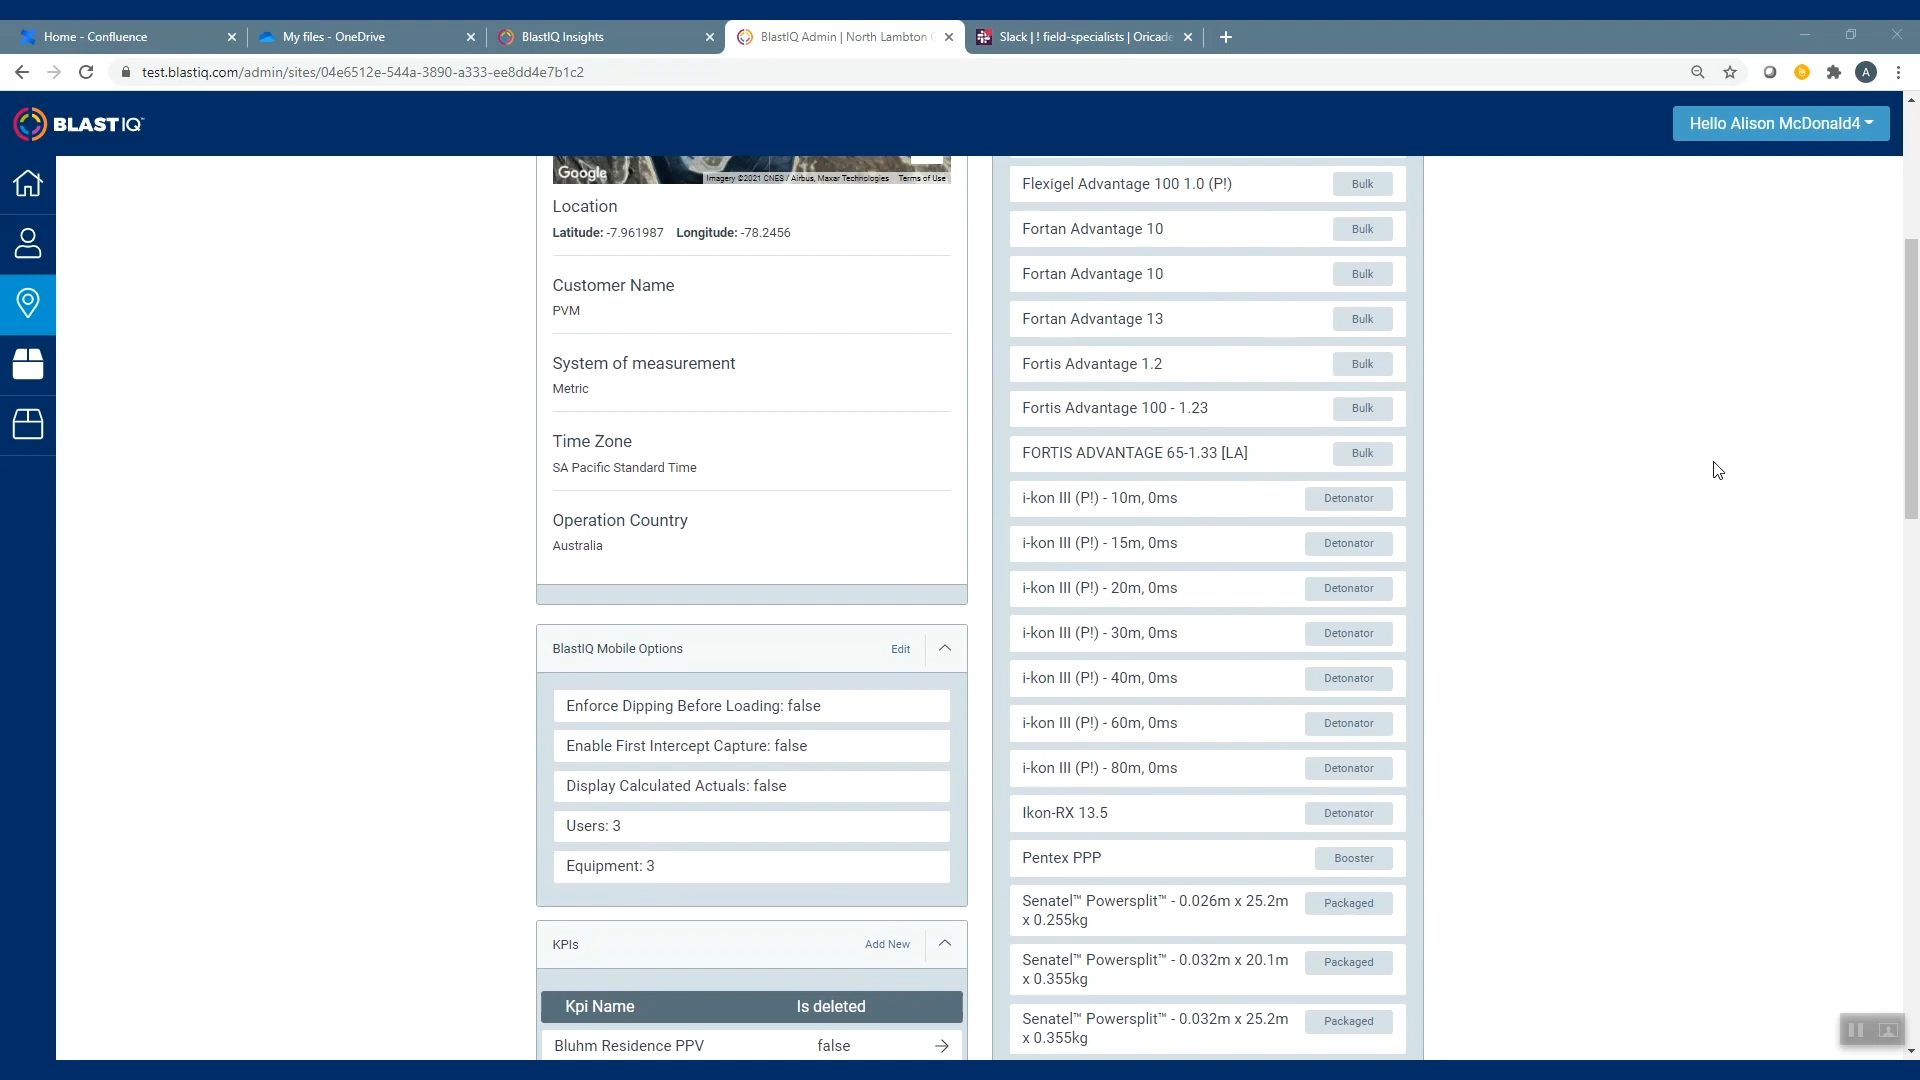 Home - Confluence
My files - OneDrive
BlastIQ Insights
BlastIQ Admin | North Lambton
Slack | ! field-specialists | Oricade
test.blastiq.com/admin/sites/04e6512e-544a-3890-a333-ee8dd4e7b1c2
A
BLASTIQ™
Hello Alison McDonald4
Google
Imagery ©2021 CNES / Airbus, Maxar Technologies Terms of Use
Location
Latitude: -7.961987 Longitude: -78.2456
Customer Name
PVM
System of measurement
Metric
Time Zone
SA Pacific Standard Time
Operation Country
Australia
BlastIQ Mobile Options Edit
Enforce Dipping Before Loading: false
Enable First Intercept Capture: false
Display Calculated Actuals: false
Users: 3
Equipment: 3
KPIs Add New
Kpi Name Is deleted
Bluhm Residence PPV false
Flexigel Advantage 100 1.0 (P!) Bulk
Fortan Advantage 10 Bulk
Fortan Advantage 10 Bulk
Fortan Advantage 13 Bulk
Fortis Advantage 1.2 Bulk
Fortis Advantage 100 - 1.23 Bulk
FORTIS ADVANTAGE 65-1.33 [LA] Bulk
i-kon III (P!) - 10m, 0ms Detonator
i-kon III (P!) - 15m, 0ms Detonator
i-kon III (P!) - 20m, 0ms Detonator
i-kon III (P!) - 30m, 0ms Detonator
i-kon III (P!) - 40m, 0ms Detonator
i-kon III (P!) - 60m, 0ms Detonator
i-kon III (P!) - 80m, 0ms Detonator
Ikon-RX 13.5 Detonator
Pentex PPP Booster
Senatel™ Powersplit™ - 0.026m x 25.2m Packaged
x 0.255kg
Senatel™ Powersplit™ - 0.032m x 20.1m Packaged
x 0.355kg
Senatel™ Powersplit™ - 0.032m x 25.2m Packaged
x 0.355kg